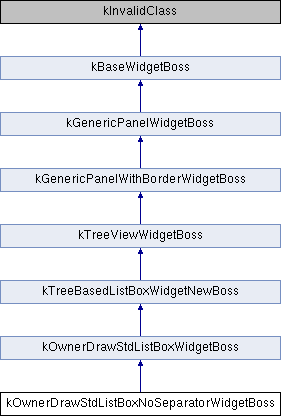 kInvalidClass
kBaseWidgetBoss
kGenericPanelWidgetBoss
kGenericPanelWithBorderWidgetBoss
kTreeViewWidgetBoss
kTreeBasedListBoxWidgetNewBoss
kOwnerDrawStdListBoxWidgetBoss
kOwnerDrawStdListBoxNoSeparatorWidgetBoss